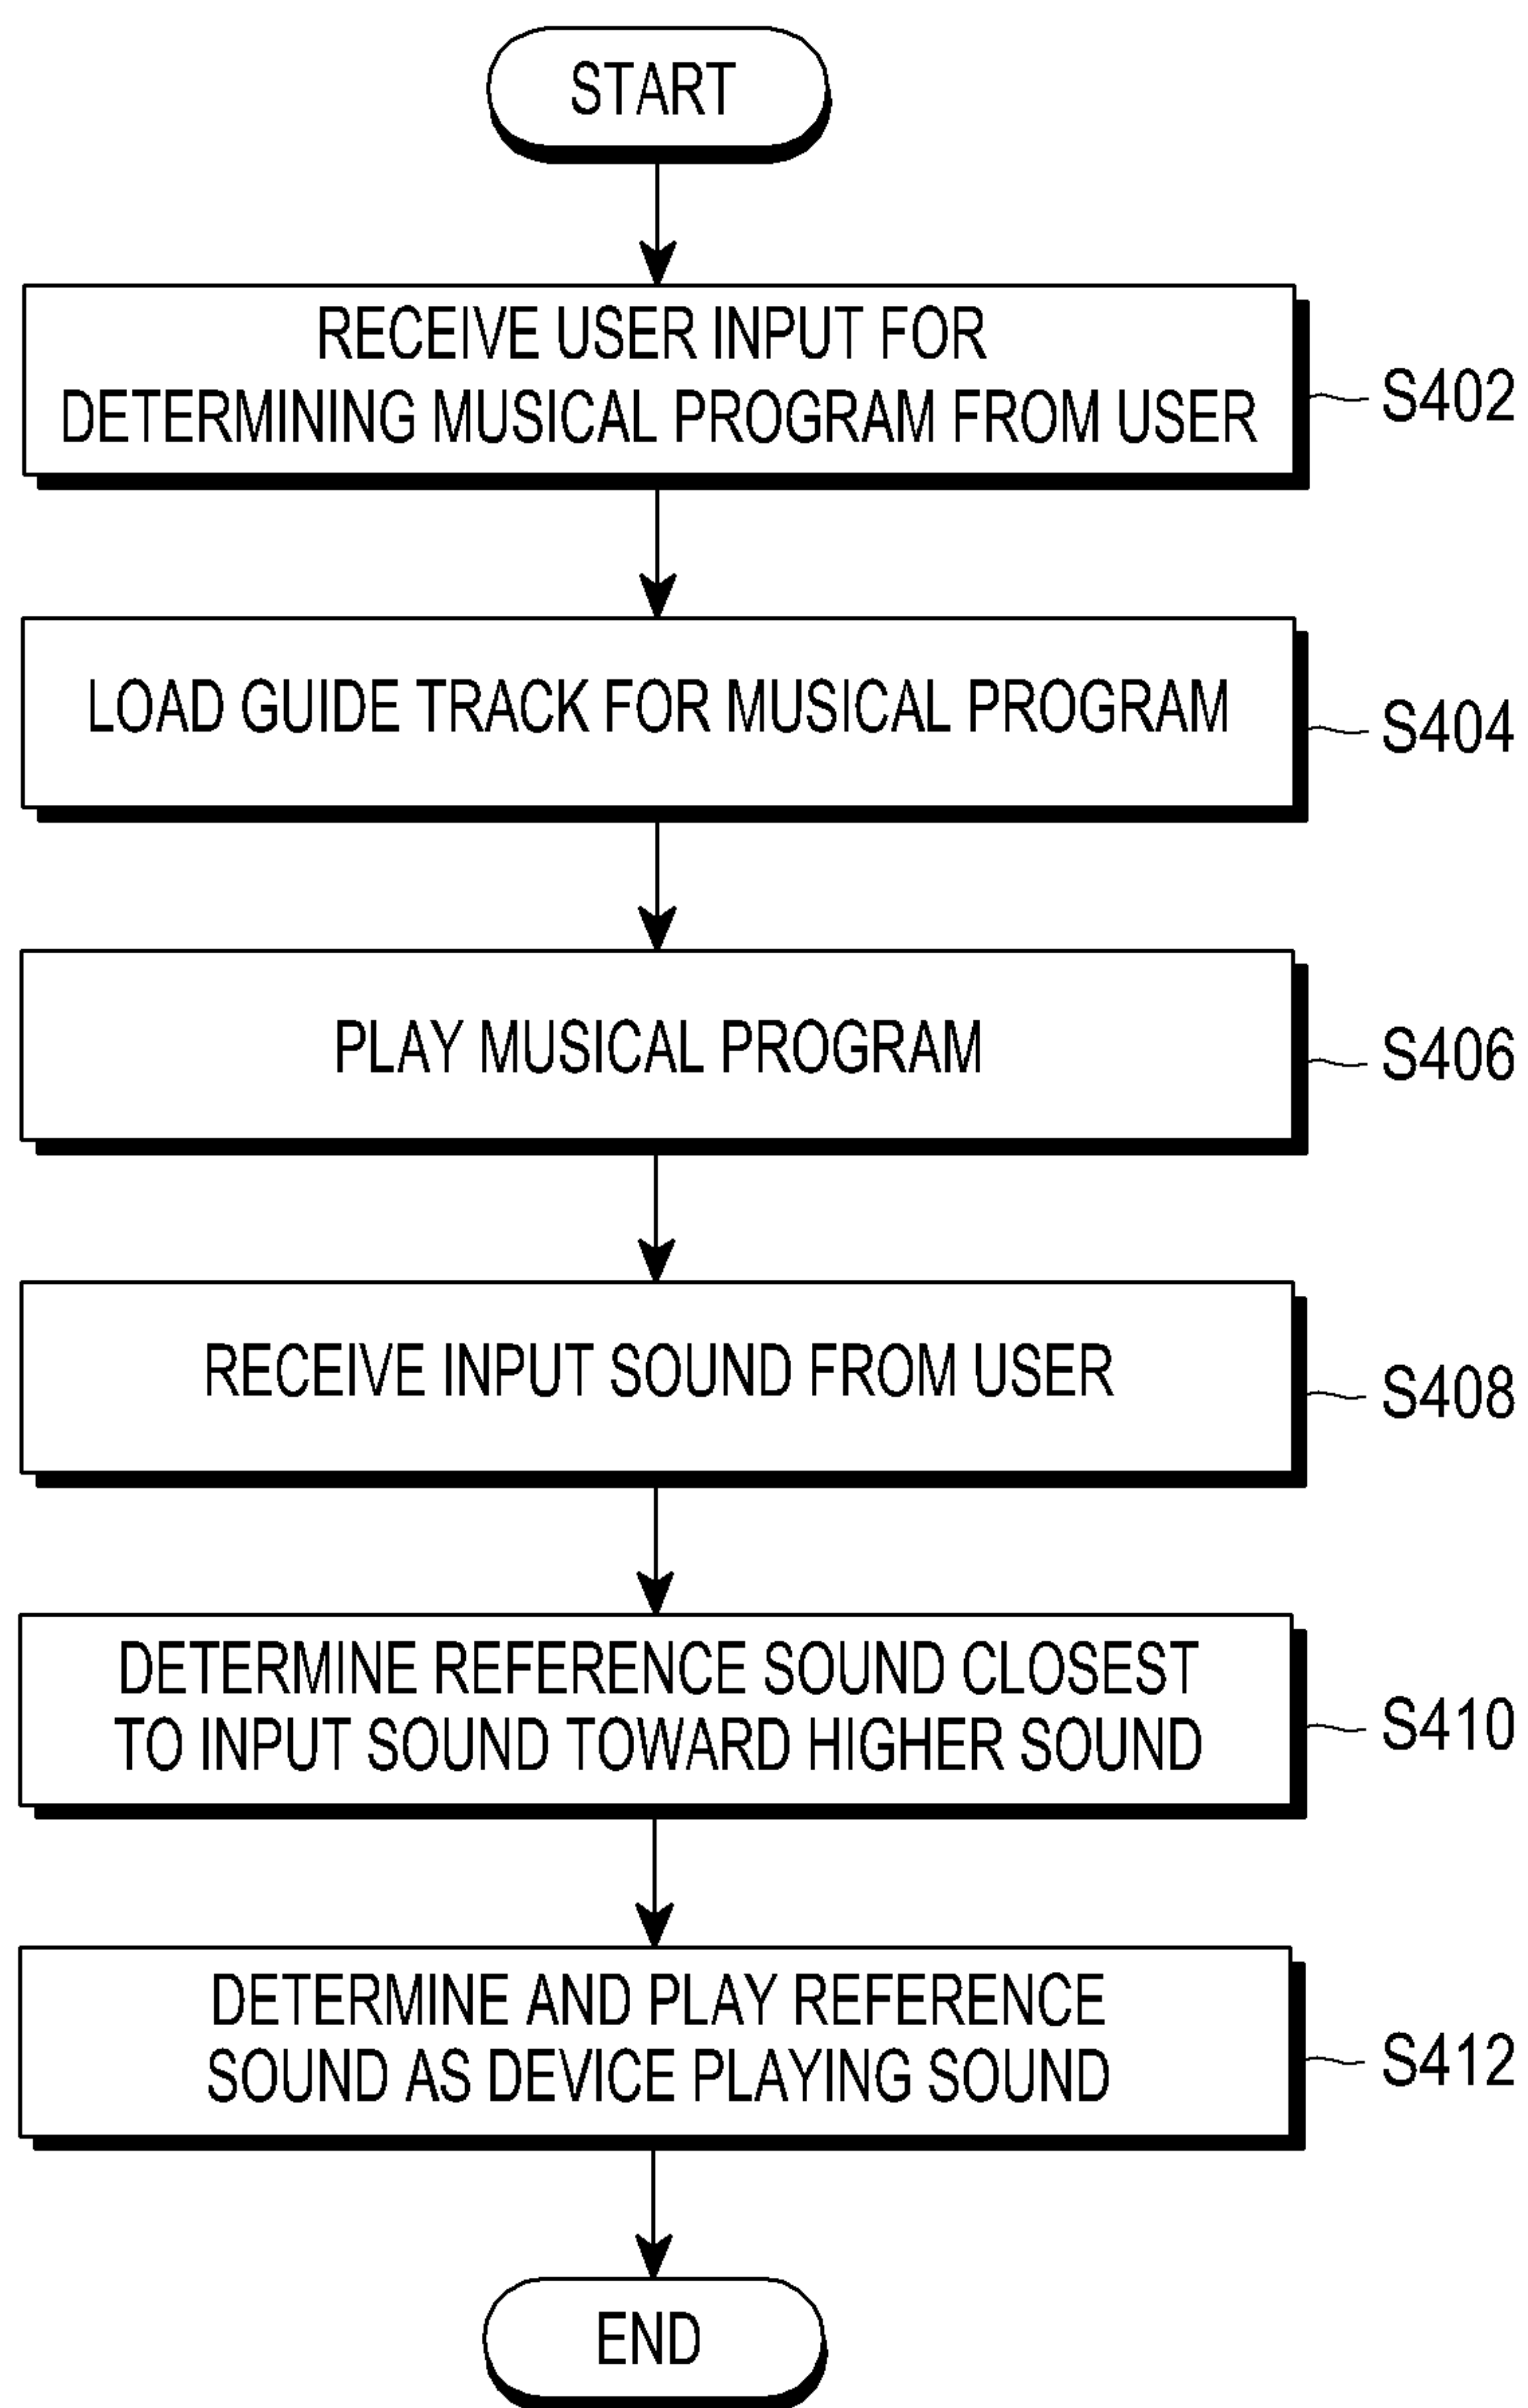 START
RECEIVE USER INPUT FOR
DETERMINING MUSICAL PROGRAM FROM USER
S402
LOAD GUIDE TRACK FOR MUSICAL PROGRAM
S404
PLAY MUSICAL PROGRAM
S406
RECEIVE INPUT SOUND FROM USER
S408
DETERMINE REFERENCE SOUND CLOSEST
TO INPUT SOUND TOWARD HIGHER SOUND
S410
DETERMINE AND PLAY REFERENCE
SOUND AS DEVICE PLAYING SOUND
S412
END